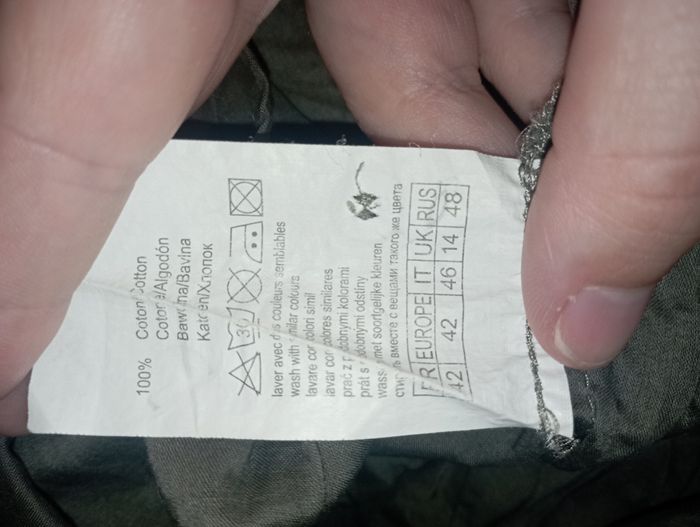 100% Coton/Cotton
Cotone/Algodón
Bawełna/Bavlna
Katoen/Хлопок
30
laver avec des couleurs semblables
wash with similar colours
lavare con colori simili
lavar con colores similares
prać z podobnymi kolorami
prát s podobnými odstíny
wassen met soortgelijke kleuren
стирать вместе с вещами такого же цвета
FR EUROPE IT UK RUS
42 42 46 14 48